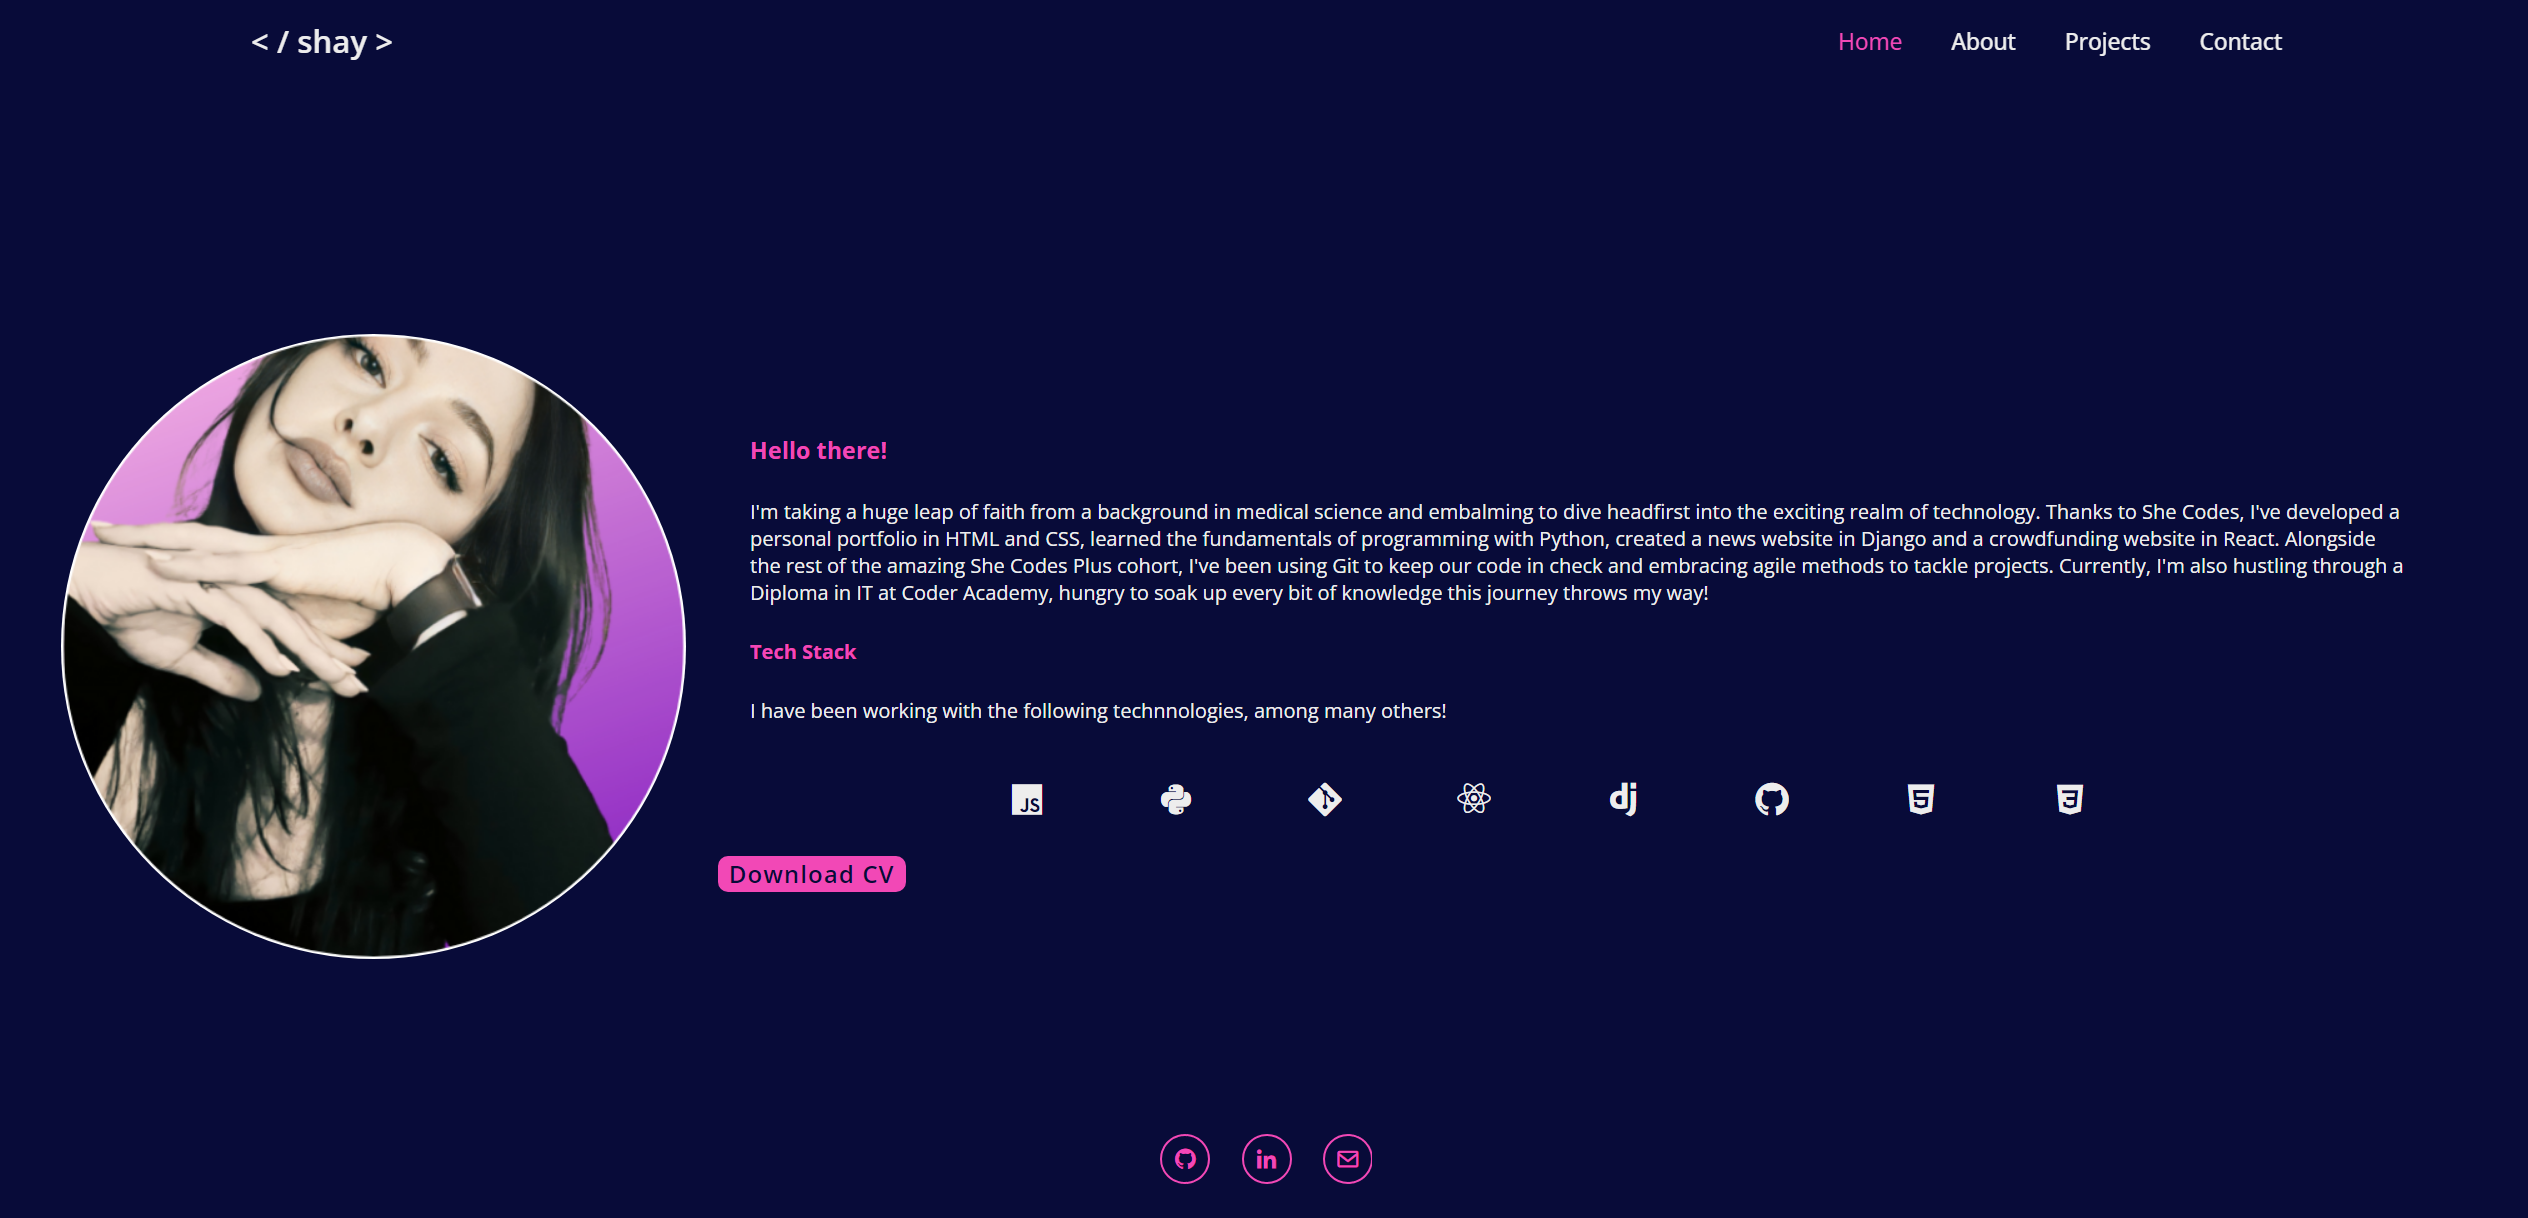 < / shay >
Home About Projects Contact
Hello there!
I'm taking a huge leap of faith from a background in medical science and embalming to dive headfirst into the exciting realm of technology. Thanks to She Codes, I've developed a
personal portfolio in HTML and CSS, learned the fundamentals of programming with Python, created a news website in Django and a crowdfunding website in React. Alongside
the rest of the amazing She Codes Plus cohort, I've been using Git to keep our code in check and embracing agile methods to tackle projects. Currently, I'm also hustling through a
Diploma in IT at Coder Academy, hungry to soak up every bit of knowledge this journey throws my way!
Tech Stack
I have been working with the following technnologies, among many others!
JS dj 5 3
Download CV
in